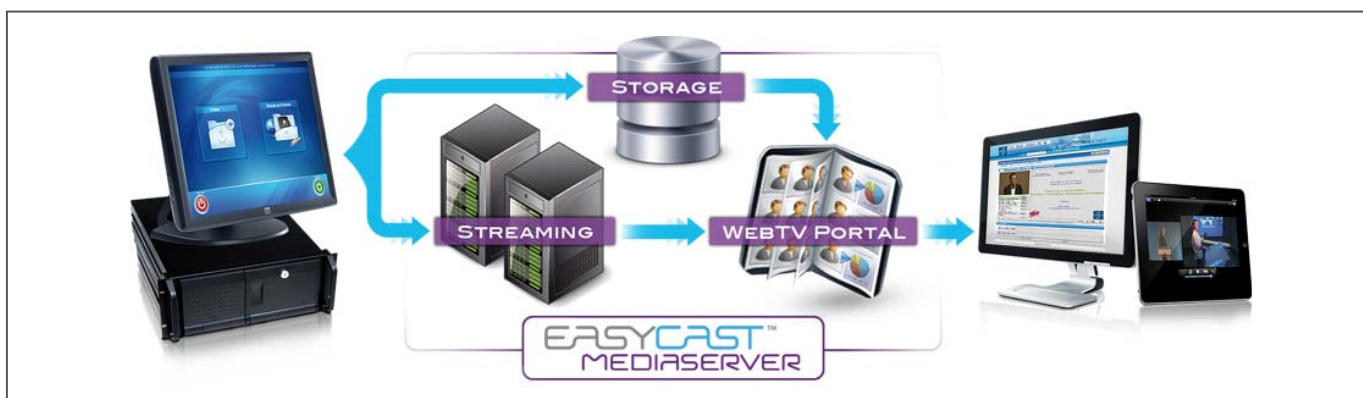 STORAGE
STREAMING
WEBTV PORTAL
EASYCAST™
MEDIASERVER